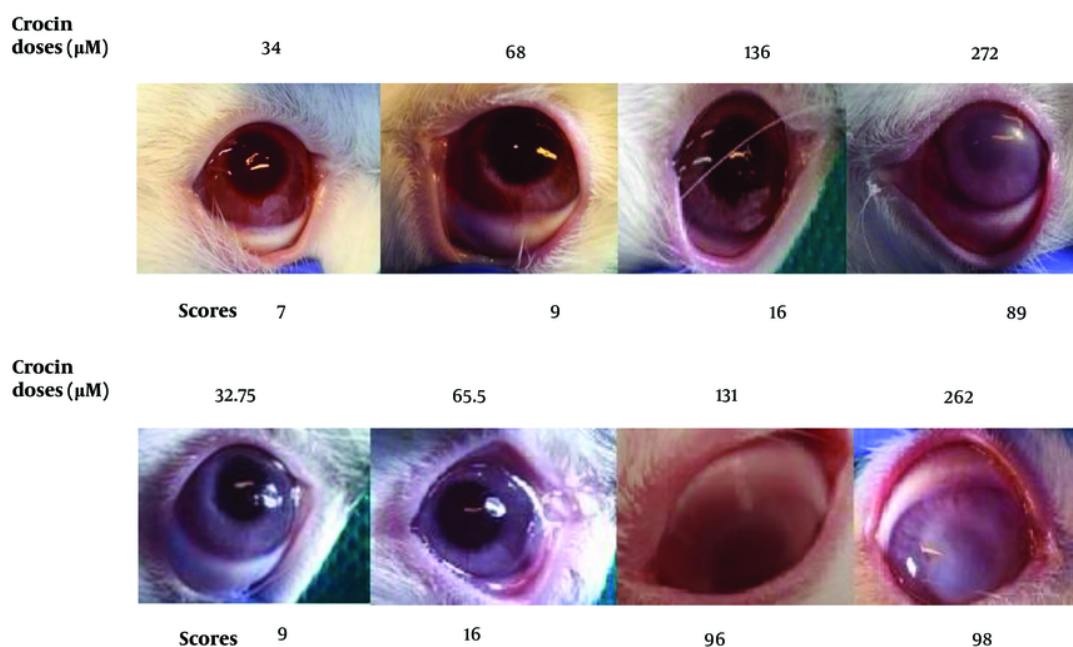 Crocin
doses (µM) 34 68 136 272
Scores 7 9 16 89
Crocin
doses (µM) 32.75 65.5 131 262
Scores 9 16 96 98